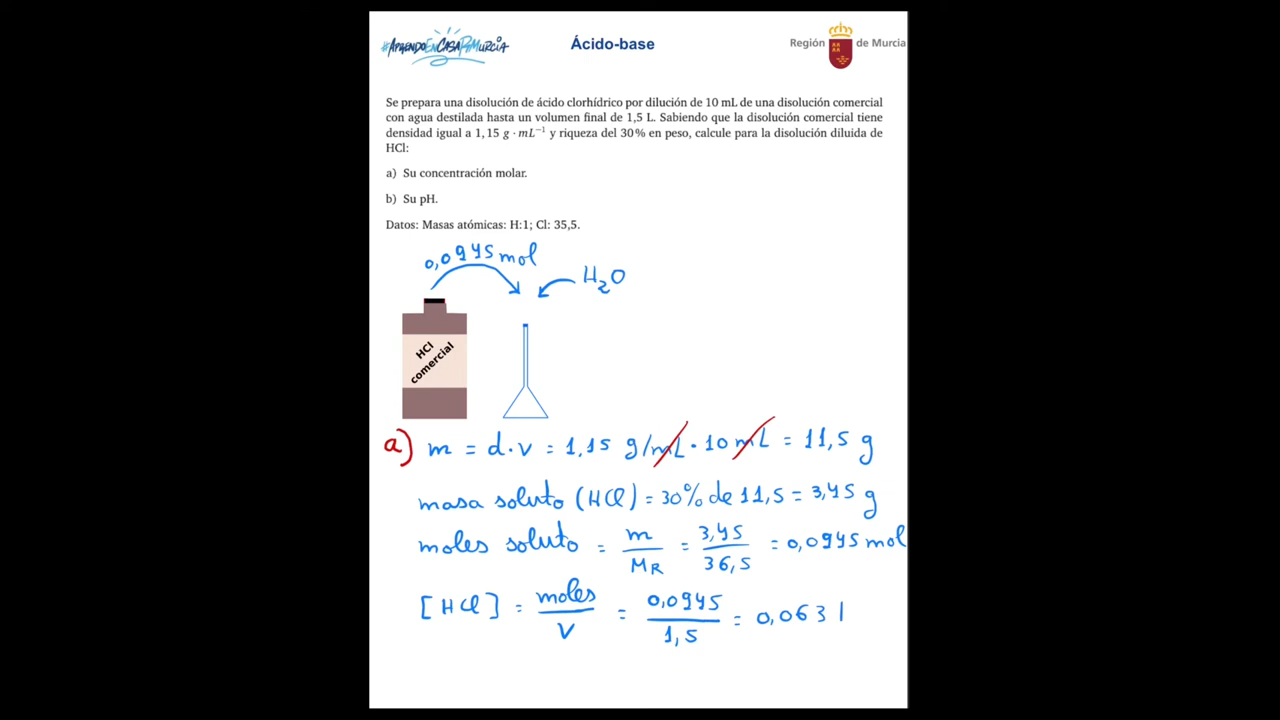 #AprendoEnCasaRMurcia
Ácido-base
Región de Murcia
Se prepara una disolución de ácido clorhídrico por dilución de 10 mL de una disolución comercial
con agua destilada hasta un volumen final de 1,5 L. Sabiendo que la disolución comercial tiene
densidad igual a 1,15 g · mL⁻¹ y riqueza del 30% en peso, calcule para la disolución diluida de
HCl:
a) Su concentración molar.
b) Su pH.
Datos: Masas atómicas: H:1; Cl: 35,5.
0,0945 mol
H₂O
HCl
comercial
a) m = d·v = 1,15 g/mL · 10 mL = 11,5 g
masa soluto (HCl) = 30% de 11,5 = 3,45 g
moles soluto = m/MR = 3,45/36,5 = 0,0945 mol
[HCl] = moles/V = 0,0945/1,5 = 0,063